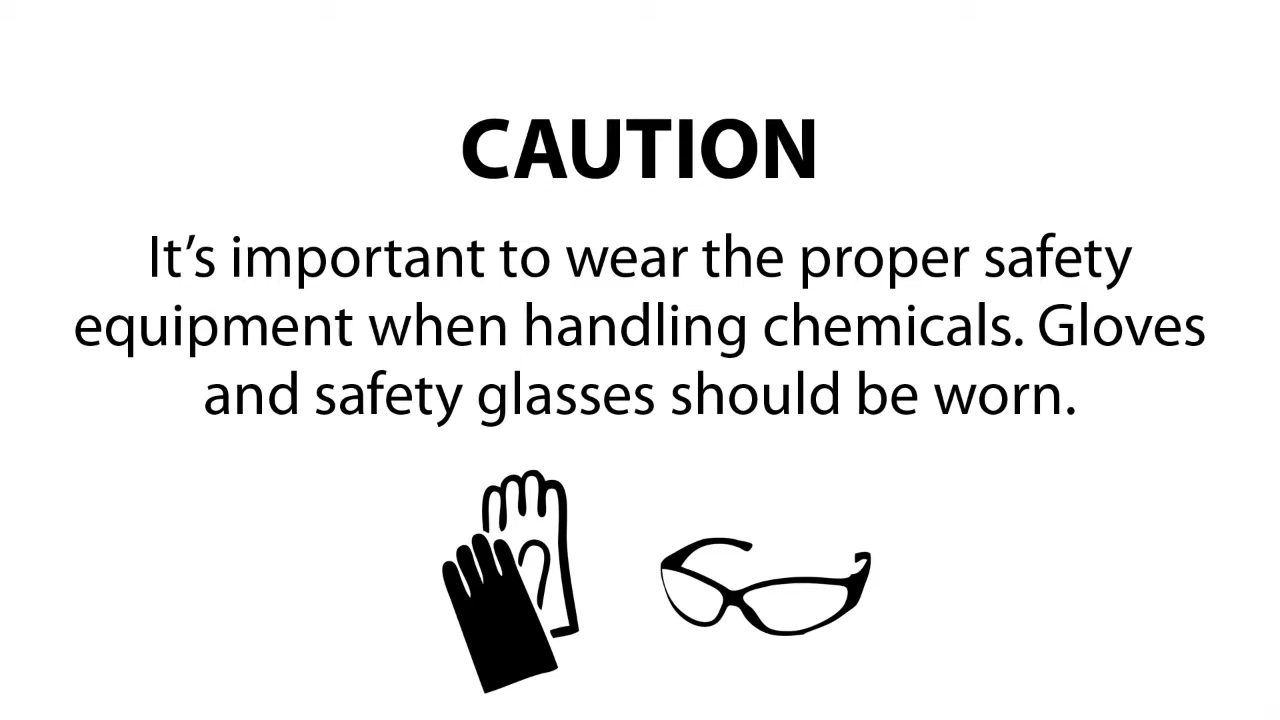 CAUTION
It’s important to wear the proper safety
equipment when handling chemicals. Gloves
and safety glasses should be worn.